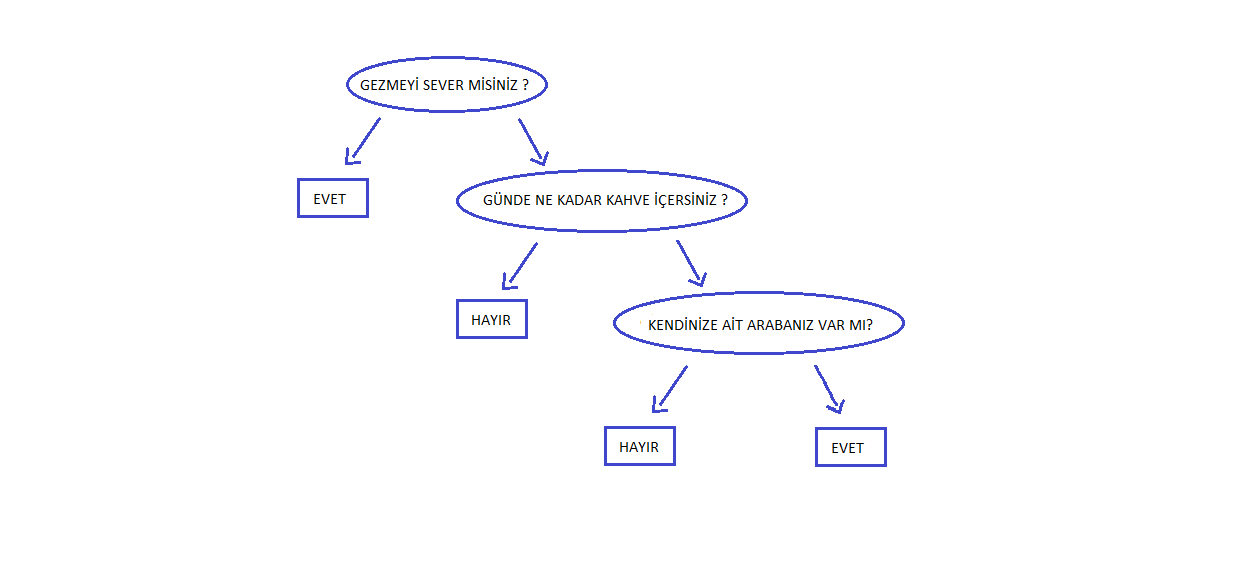 GEZMEYİ SEVER MİSİNİZ ?
EVET
GÜNDE NE KADAR KAHVE İÇERSİNİZ ?
HAYIR
KENDİNİZE AİT ARABANIZ VAR MI?
HAYIR
EVET